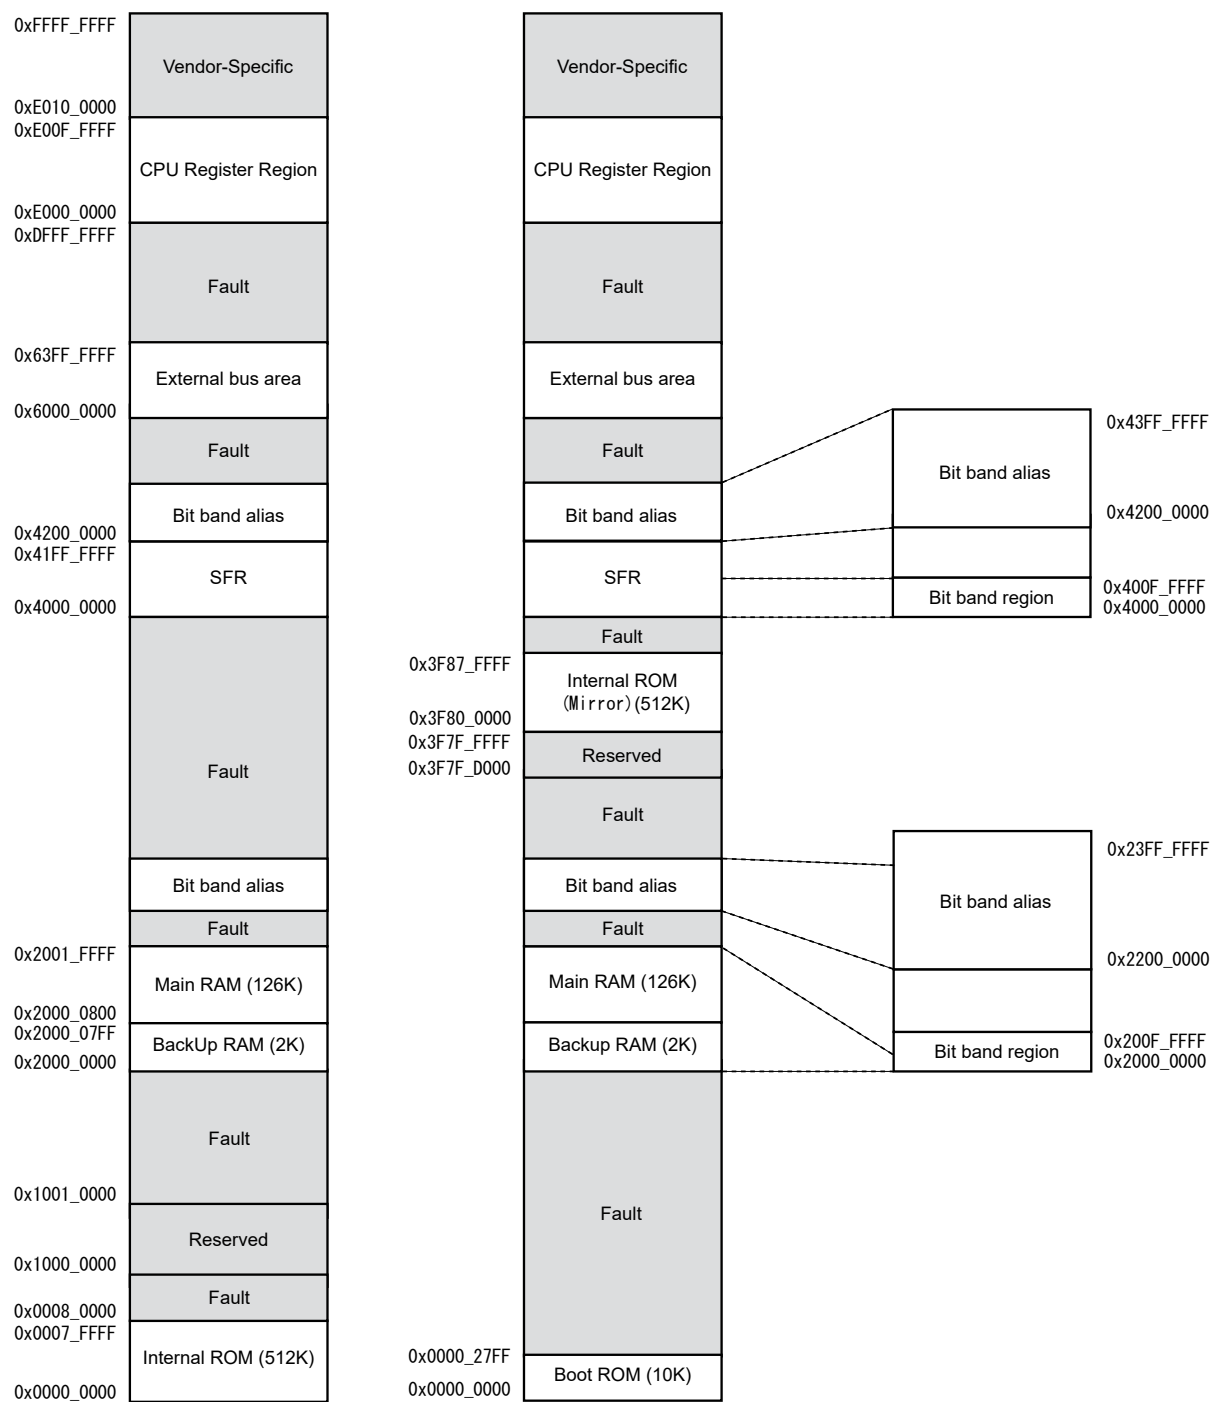 0xFFFF_FFFF
Vendor-Specific
0xE010_0000
0xE00F_FFFF
CPU Register Region
0xE000_0000
0xDFFF_FFFF
Fault
0x63FF_FFFF
External bus area
0x6000_0000
Fault
Bit band alias
0x4200_0000
0x41FF_FFFF
SFR
0x4000_0000
Fault
Bit band alias
Fault
0x2001_FFFF
Main RAM (126K)
0x2000_0800
0x2000_07FF
BackUp RAM (2K)
0x2000_0000
Fault
0x1001_0000
Reserved
0x1000_0000
Fault
0x0008_0000
0x0007_FFFF
Internal ROM (512K)
0x0000_0000
Vendor-Specific
CPU Register Region
Fault
External bus area
Fault
Bit band alias
SFR
Fault
0x3F87_FFFF
Internal ROM
(Mirror)(512K)
0x3F80_0000
0x3F7F_FFFF
Reserved
0x3F7F_D000
Fault
Bit band alias
Fault
Main RAM (126K)
Backup RAM (2K)
Fault
0x0000_27FF
Boot ROM (10K)
0x0000_0000
0x43FF_FFFF
Bit band alias
0x4200_0000
0x400F_FFFF
Bit band region
0x4000_0000
0x23FF_FFFF
Bit band alias
0x2200_0000
0x200F_FFFF
Bit band region
0x2000_0000